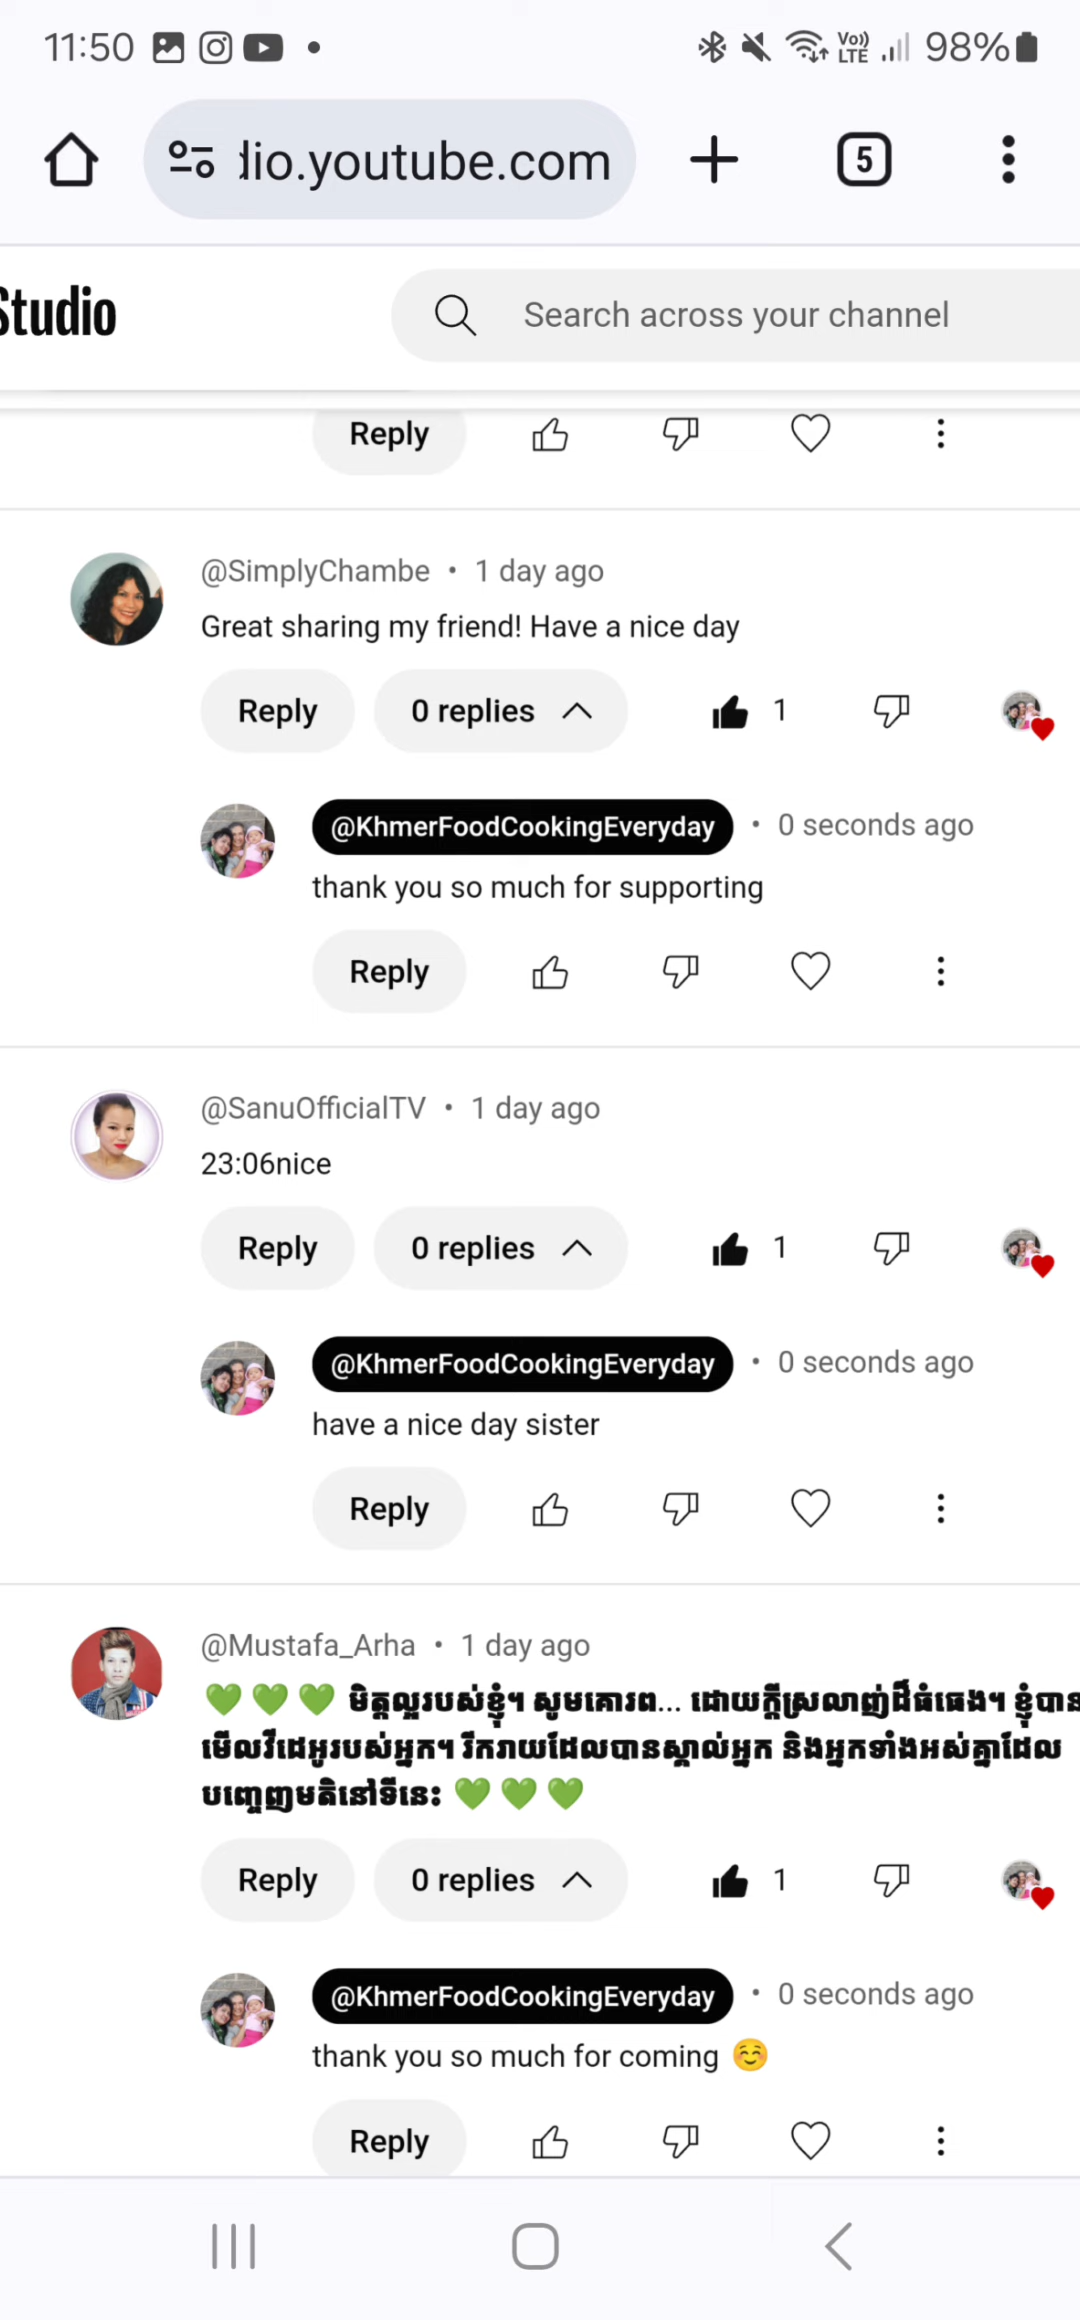 11:50
Vo)) LTE
98%
dio.youtube.com
5
Studio
Search across your channel
Reply
@SimplyChambe • 1 day ago
Great sharing my friend! Have a nice day
Reply
0 replies
1
@KhmerFoodCookingEveryday • 0 seconds ago
thank you so much for supporting
Reply
@SanuOfficialTV • 1 day ago
23:06nice
Reply
0 replies
1
@KhmerFoodCookingEveryday • 0 seconds ago
have a nice day sister
Reply
@Mustafa_Arha • 1 day ago
💚 💚 💚 មិត្តល្អរបស់ខ្ញុំ។ សូមគោរព... ដោយក្តីស្រលាញ់ដ៏ធំធេង។ ខ្ញុំបាន
មើលវីដេអូរបស់អ្នក។ រីករាយដែលបានស្គាល់អ្នក និងអ្នកទាំងអស់គ្នាដែល
បញ្ចេញមតិនៅទីនេះ 💚 💚 💚
Reply
0 replies
1
@KhmerFoodCookingEveryday • 0 seconds ago
thank you so much for coming ☺️
Reply